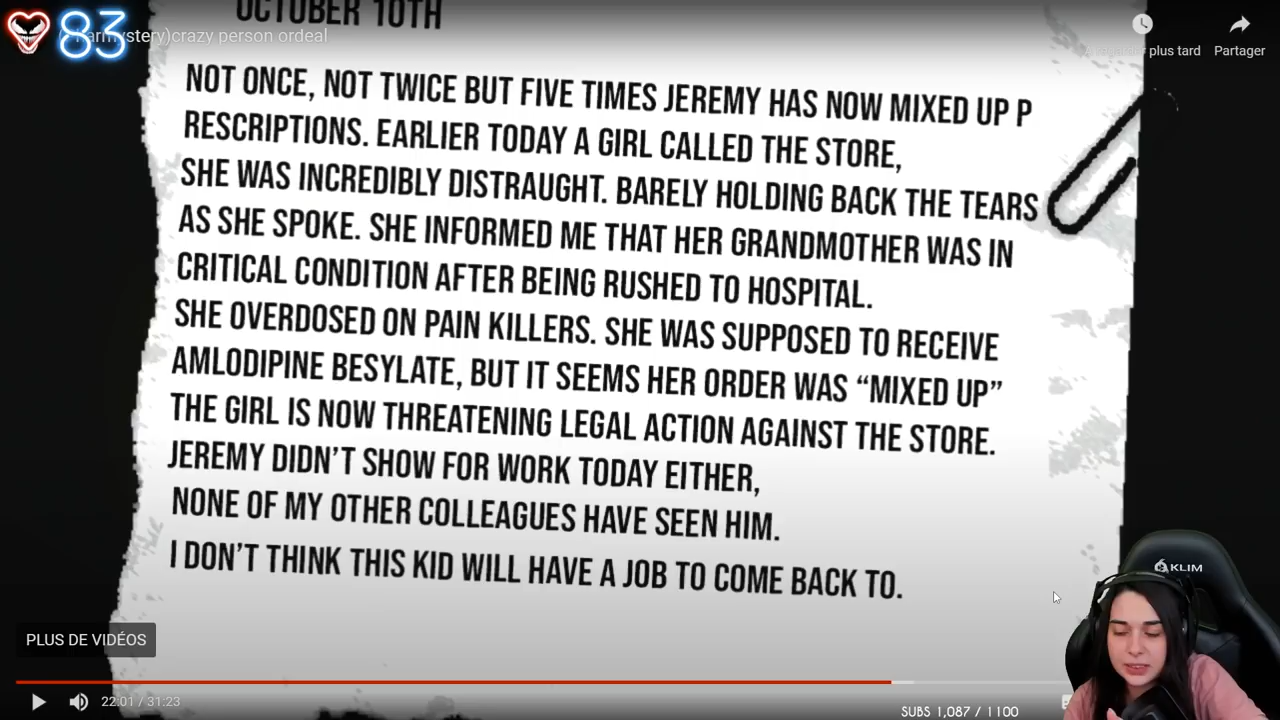 OCTOBER 10TH
83
ystery)crazy person ordeal
plus tard
Partager
NOT ONCE, NOT TWICE BUT FIVE TIMES JEREMY HAS NOW MIXED UP P
RESCRIPTIONS. EARLIER TODAY A GIRL CALLED THE STORE,
SHE WAS INCREDIBLY DISTRAUGHT. BARELY HOLDING BACK THE TEARS
AS SHE SPOKE. SHE INFORMED ME THAT HER GRANDMOTHER WAS IN
CRITICAL CONDITION AFTER BEING RUSHED TO HOSPITAL.
SHE OVERDOSED ON PAIN KILLERS. SHE WAS SUPPOSED TO RECEIVE
AMLODIPINE BESYLATE, BUT IT SEEMS HER ORDER WAS “MIXED UP”
THE GIRL IS NOW THREATENING LEGAL ACTION AGAINST THE STORE.
JEREMY DIDN’T SHOW FOR WORK TODAY EITHER,
NONE OF MY OTHER COLLEAGUES HAVE SEEN HIM.
I DON’T THINK THIS KID WILL HAVE A JOB TO COME BACK TO.
KLIM
PLUS DE VIDÉOS
22:01 / 31:23
SUBS 1,087 / 1100